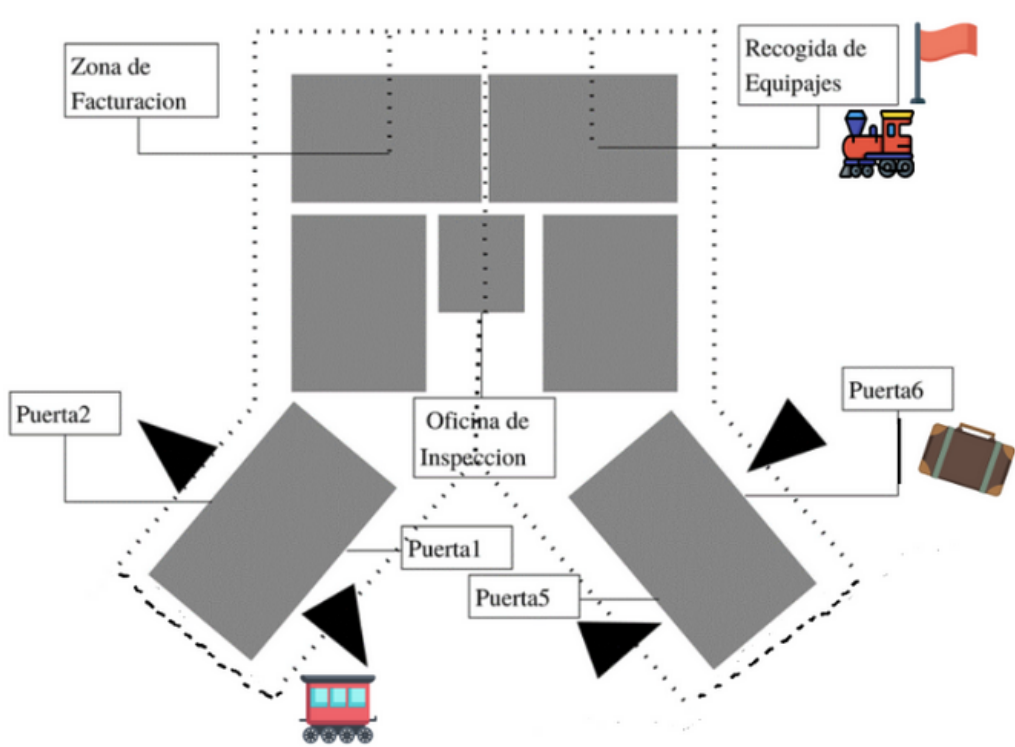 Zona de
Facturacion
Recogida de
Equipajes
Puerta2
Puerta6
Oficina de
Inspeccion
Puerta1
Puerta5